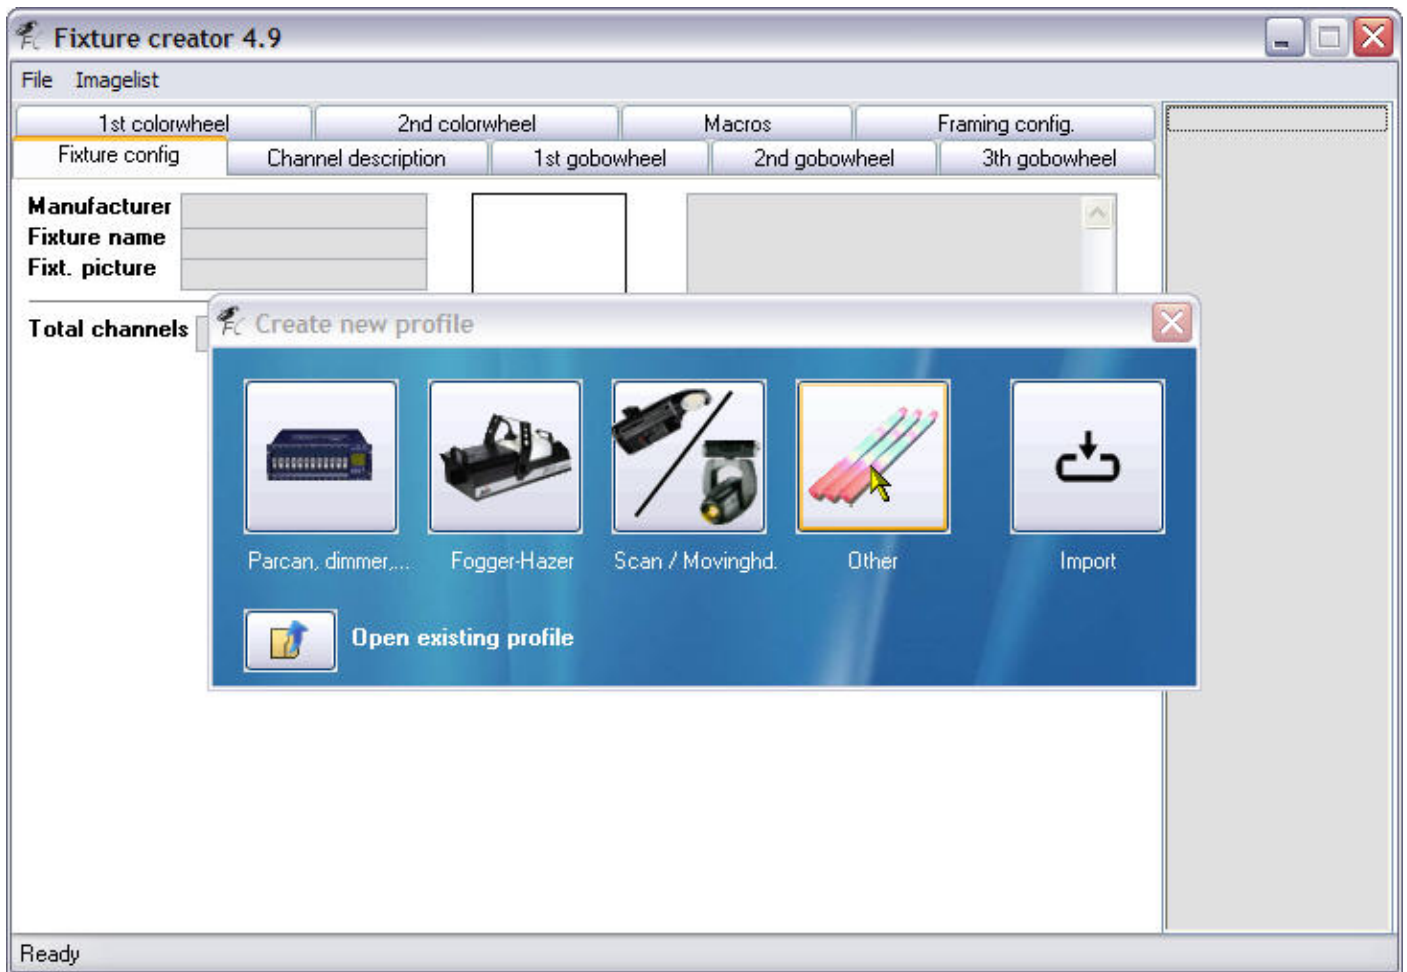 Fixture creator 4.9
File Imagelist
1st colorwheel 2nd colorwheel Macros Framing config.
Fixture config Channel description 1st gobowheel 2nd gobowheel 3th gobowheel
Manufacturer
Fixture name
Fixt. picture
Total channels
FC Create new profile
Parcan, dimmer,... Fogger-Hazer Scan / Movinghd. Other Import
Open existing profile
Ready